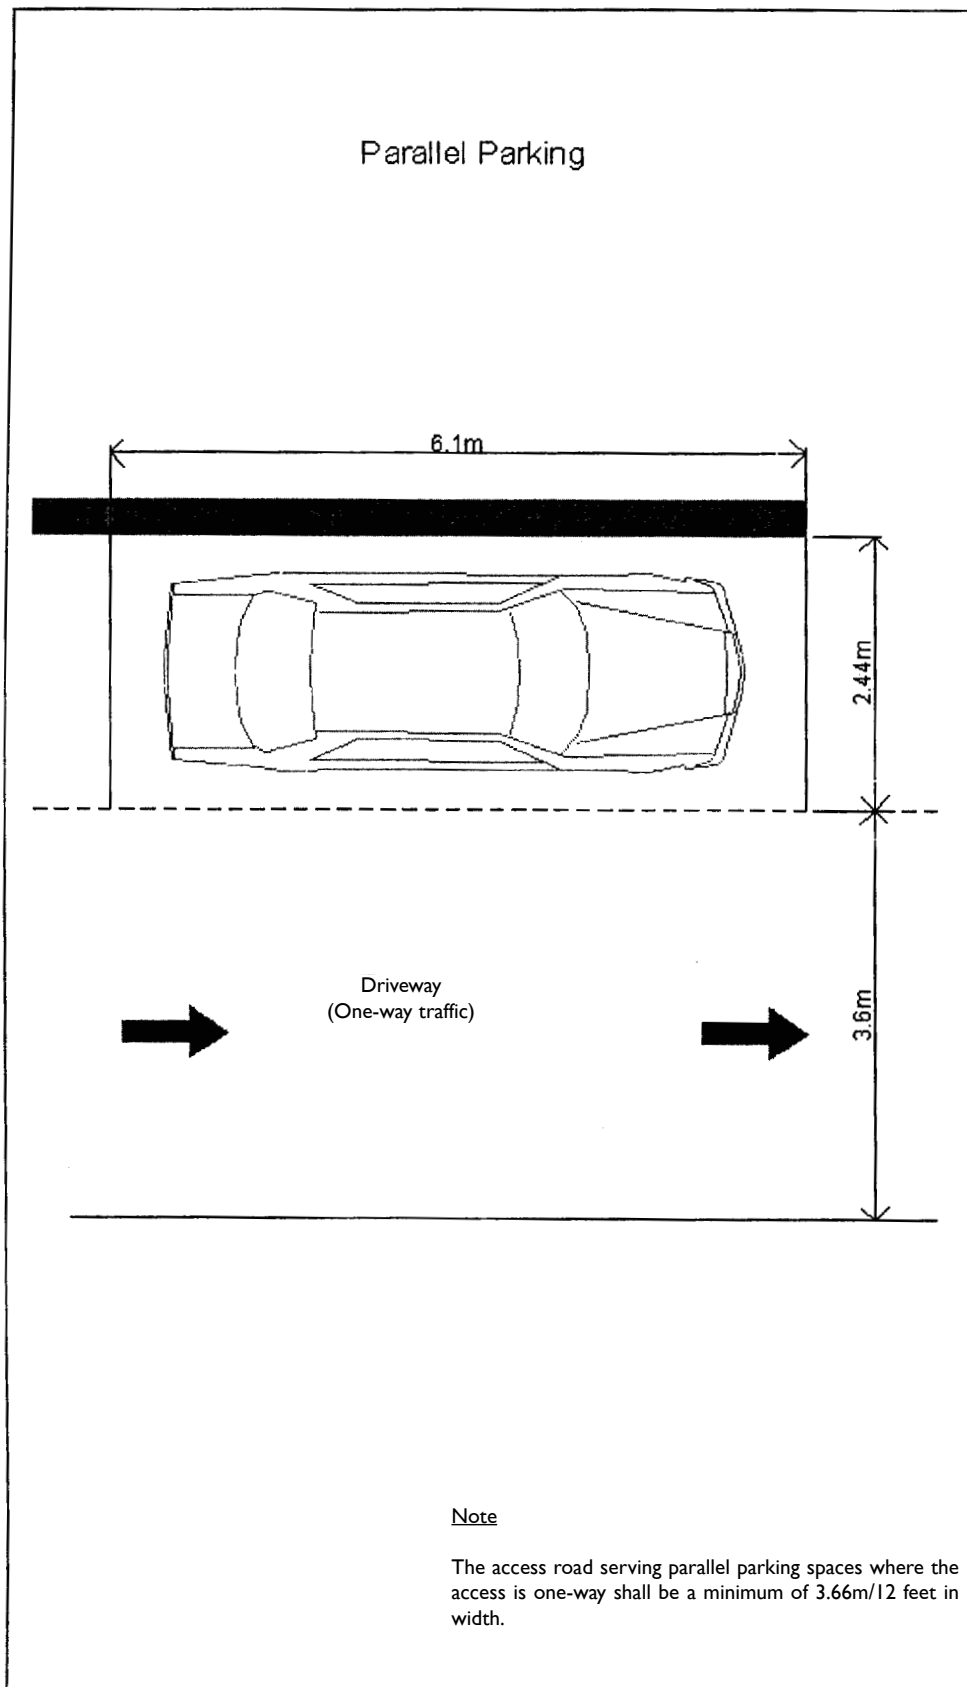 Parallel Parking
6.1m
2.44m
Driveway
(One-way traffic)
3.6m
Note
The access road serving parallel parking spaces where the
access is one-way shall be a minimum of 3.66m/12 feet in
width.